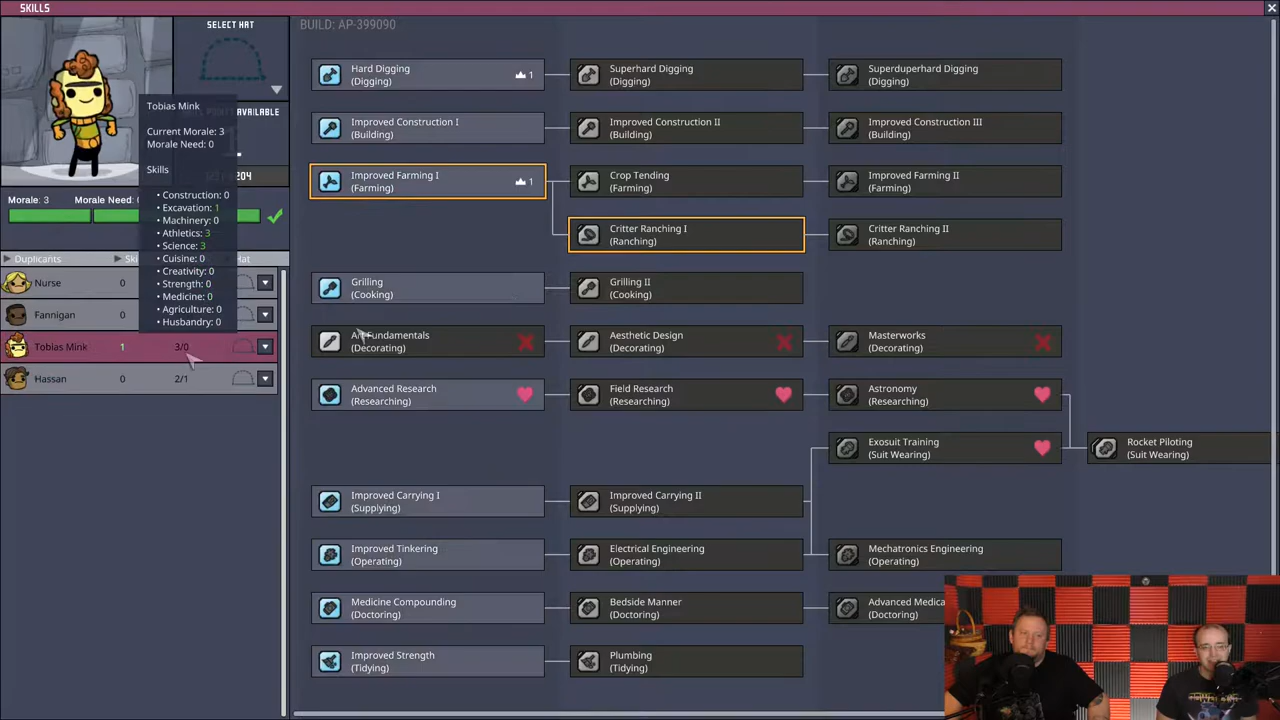 SKILLS
BUILD: AP-399090
SELECT HAT
Tobias Mink
Current Morale: 3
Morale Need: 0
AVAILABLE
Skills
204
Morale: 3
Morale Need:
• Construction: 0
• Excavation: 1
• Machinery: 0
• Athletics: 3
• Science: 3
• Cuisine: 0
• Creativity: 0
• Strength: 0
• Medicine: 0
• Agriculture: 0
• Husbandry: 0
Duplicants
Nurse 0
Fannigan 0
Tobias Mink 1 3/0
Hassan 0 2/1
Hard Digging
(Digging)
1
Superhard Digging
(Digging)
Superduperhard Digging
(Digging)
Improved Construction I
(Building)
Improved Construction II
(Building)
Improved Construction III
(Building)
Improved Farming I
(Farming)
1
Crop Tending
(Farming)
Improved Farming II
(Farming)
Critter Ranching I
(Ranching)
Critter Ranching II
(Ranching)
Grilling
(Cooking)
Grilling II
(Cooking)
Art Fundamentals
(Decorating)
Aesthetic Design
(Decorating)
Masterworks
(Decorating)
Advanced Research
(Researching)
Field Research
(Researching)
Astronomy
(Researching)
Exosuit Training
(Suit Wearing)
Rocket Piloting
(Suit Wearing)
Improved Carrying I
(Supplying)
Improved Carrying II
(Supplying)
Improved Tinkering
(Operating)
Electrical Engineering
(Operating)
Mechatronics Engineering
(Operating)
Medicine Compounding
(Doctoring)
Bedside Manner
(Doctoring)
Advanced Medica
(Doctoring)
Improved Strength
(Tidying)
Plumbing
(Tidying)